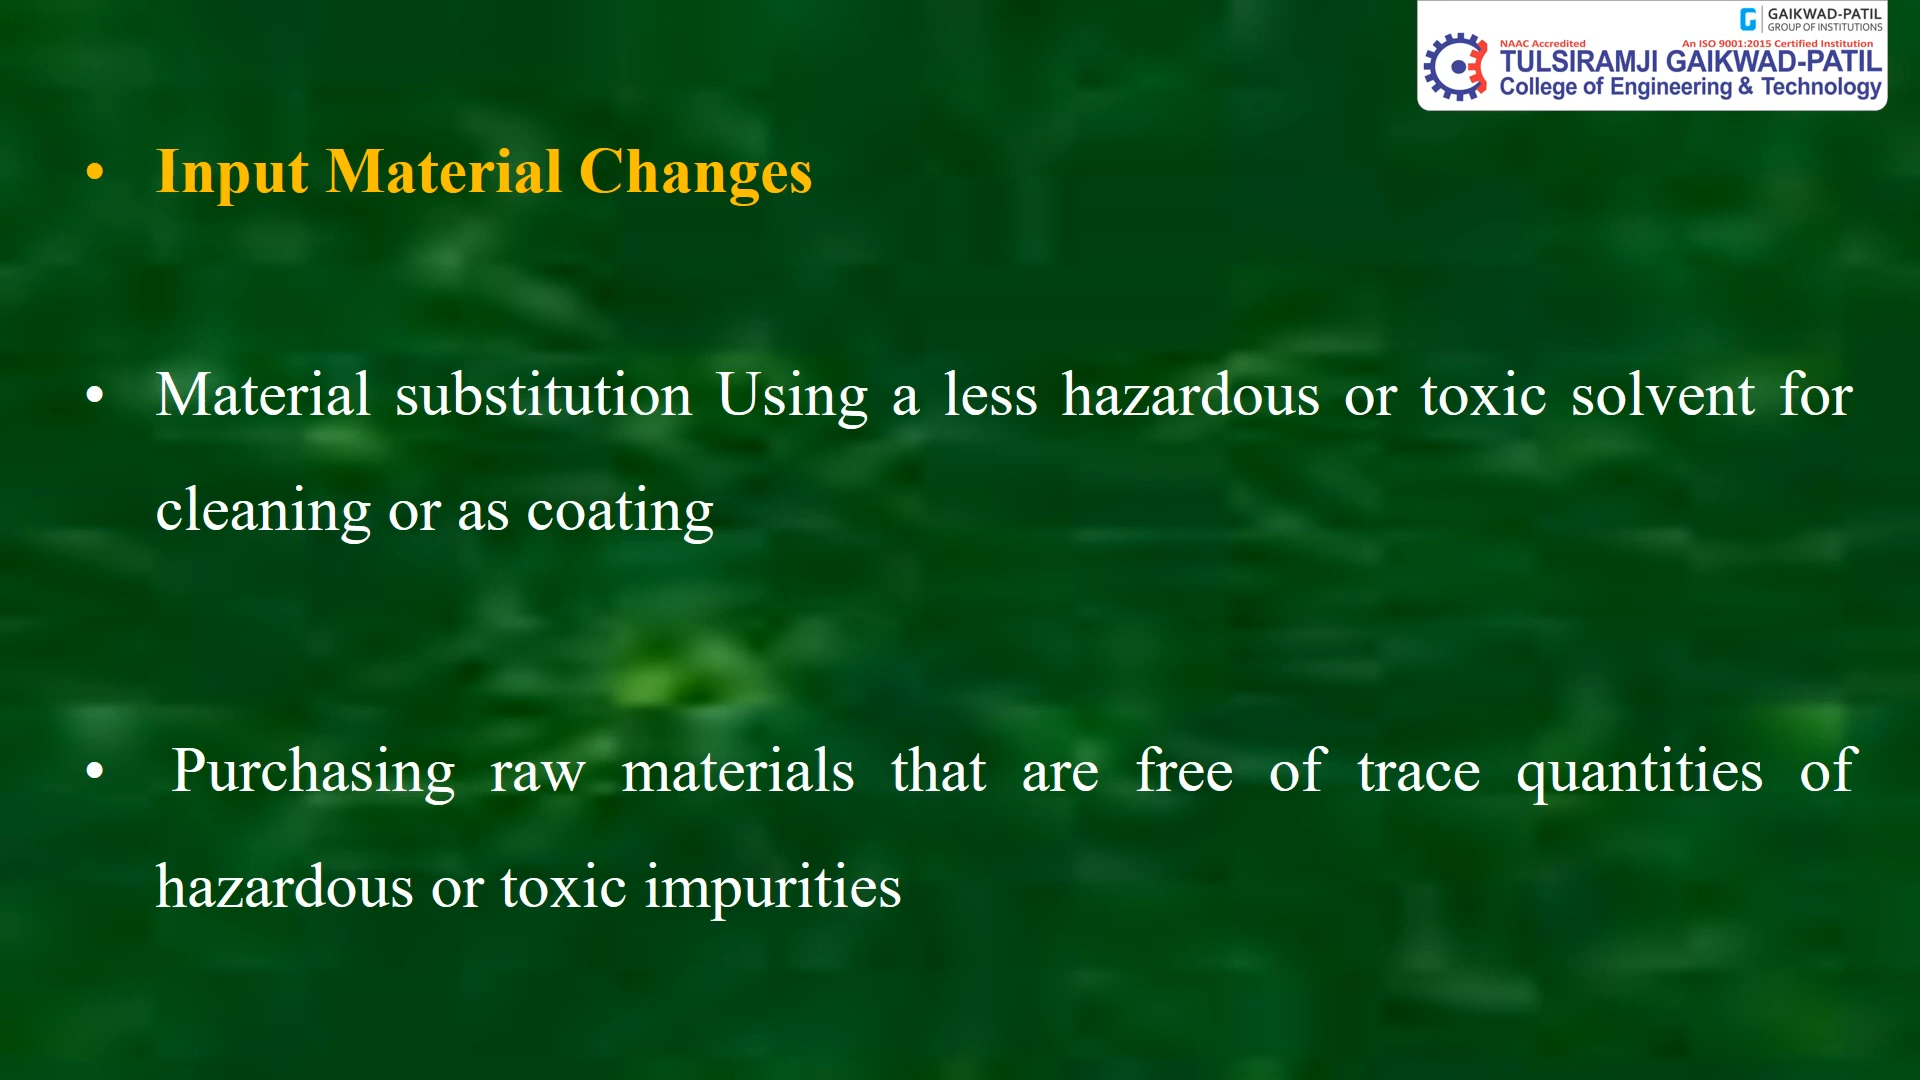 GAIKWAD-PATIL
GROUP OF INSTITUTIONS
NAAC Accredited An ISO 9001:2015 Certified Institution
TULSIRAMJI GAIKWAD-PATIL
College of Engineering & Technology
• Input Material Changes
• Material substitution Using a less hazardous or toxic solvent for
cleaning or as coating
• Purchasing raw materials that are free of trace quantities of
hazardous or toxic impurities